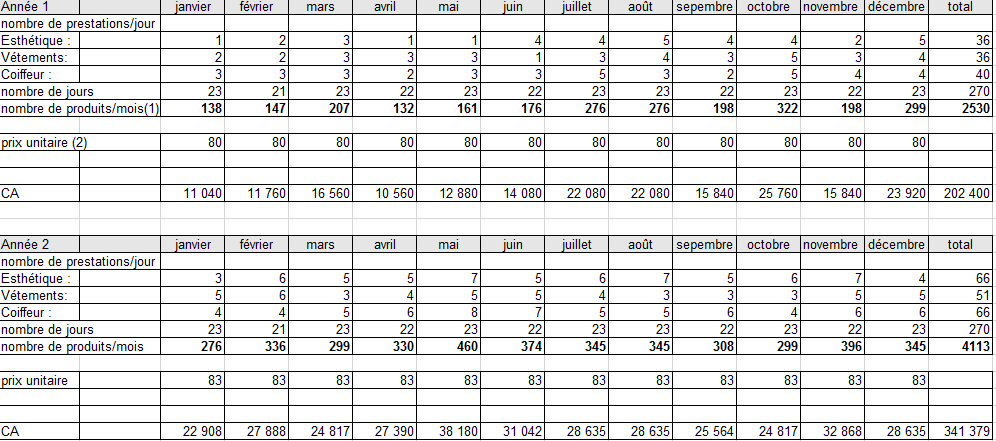 Année 1 janvier février mars avril mai juin juillet août sepembre octobre novembre décembre total
nombre de prestations/jour
Esthétique : 1 2 3 1 1 4 4 5 4 4 2 5 36
Vétements: 2 2 3 3 3 1 3 4 3 5 3 4 36
Coiffeur : 3 3 3 2 3 3 5 3 2 5 4 4 40
nombre de jours 23 21 23 22 23 22 23 23 22 23 22 23 270
nombre de produits/mois(1) 138 147 207 132 161 176 276 276 198 322 198 299 2530
prix unitaire (2) 80 80 80 80 80 80 80 80 80 80 80 80
CA 11 040 11 760 16 560 10 560 12 880 14 080 22 080 22 080 15 840 25 760 15 840 23 920 202 400
Année 2 janvier février mars avril mai juin juillet août sepembre octobre novembre décembre total
nombre de prestations/jour
Esthétique : 3 6 5 5 7 5 6 7 5 6 7 4 66
Vétements: 5 6 3 4 5 5 4 3 3 3 5 5 51
Coiffeur : 4 4 5 6 8 7 5 5 6 4 6 6 66
nombre de jours 23 21 23 22 23 22 23 23 22 23 22 23 270
nombre de produits/mois 276 336 299 330 460 374 345 345 308 299 396 345 4113
prix unitaire 83 83 83 83 83 83 83 83 83 83 83 83
CA 22 908 27 888 24 817 27 390 38 180 31 042 28 635 28 635 25 564 24 817 32 868 28 635 341 379